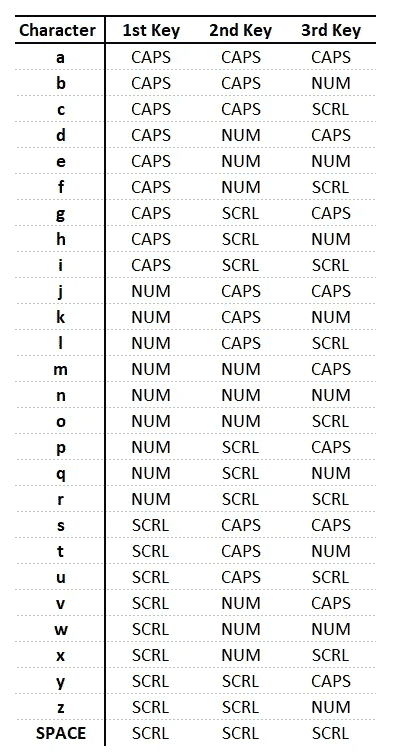 Character 1st Key 2nd Key 3rd Key
a CAPS CAPS CAPS
b CAPS CAPS NUM
c CAPS CAPS SCRL
d CAPS NUM CAPS
e CAPS NUM NUM
f CAPS NUM SCRL
g CAPS SCRL CAPS
h CAPS SCRL NUM
i CAPS SCRL SCRL
j NUM CAPS CAPS
k NUM CAPS NUM
l NUM CAPS SCRL
m NUM NUM CAPS
n NUM NUM NUM
o NUM NUM SCRL
p NUM SCRL CAPS
q NUM SCRL NUM
r NUM SCRL SCRL
s SCRL CAPS CAPS
t SCRL CAPS NUM
u SCRL CAPS SCRL
v SCRL NUM CAPS
w SCRL NUM NUM
x SCRL NUM SCRL
y SCRL SCRL CAPS
z SCRL SCRL NUM
SPACE SCRL SCRL SCRL